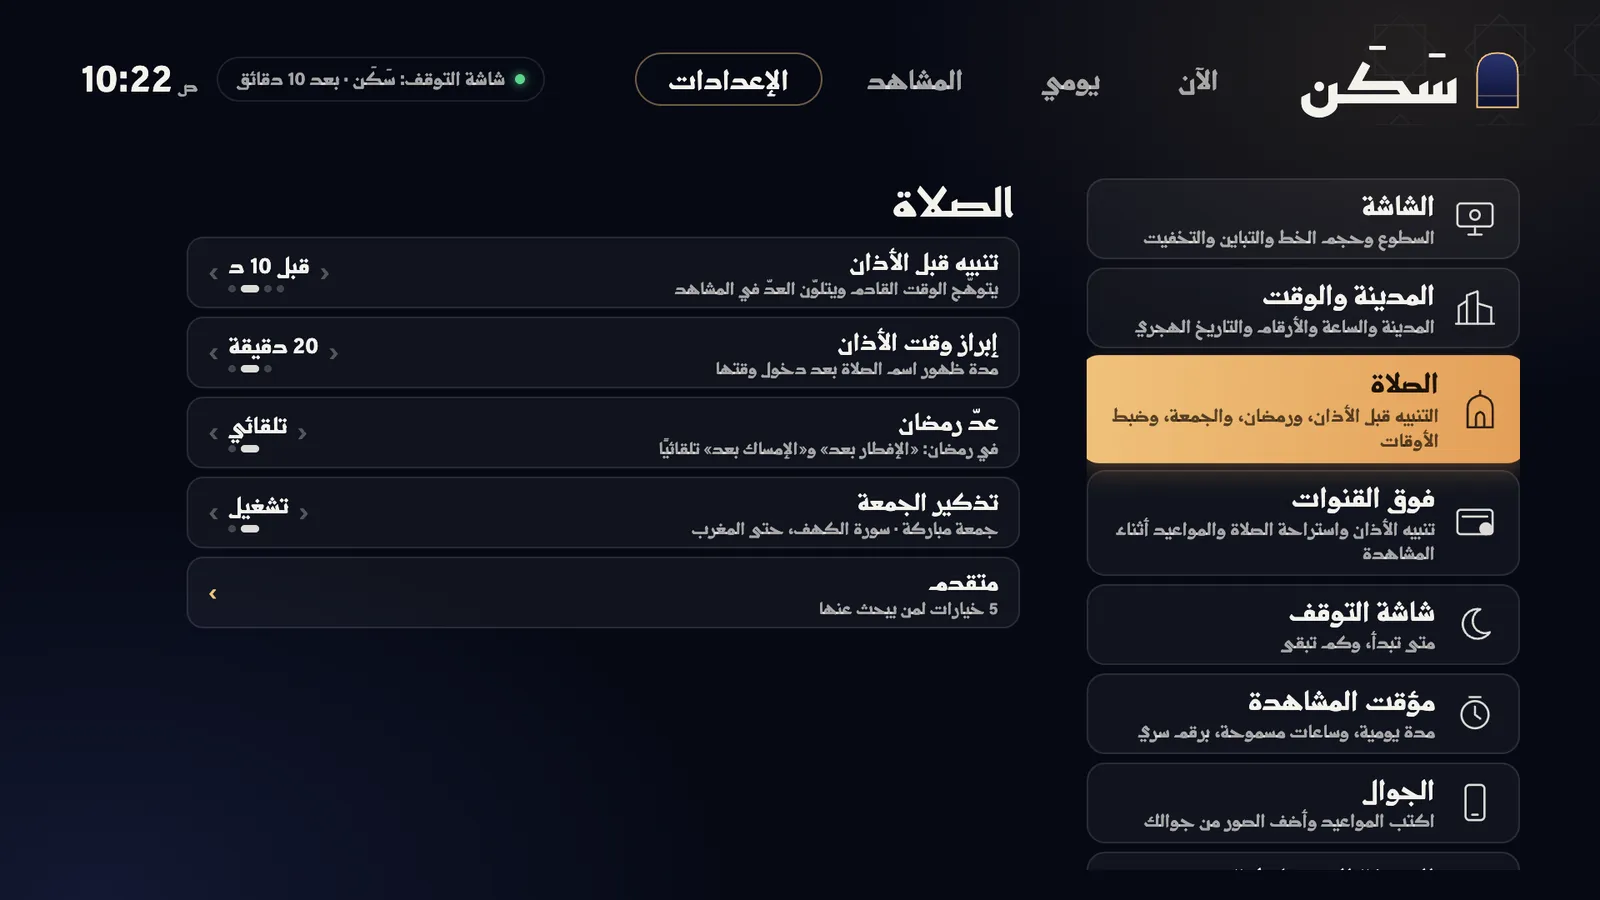 سَكَن
الآن
يومي
المشاهد
الإعدادات
شاشة التوقف: سَكَن · بعد 10 دقائق
10:22 ص
الشاشة
السطوع وحجم الخط والتباين والتخفيت
المدينة والوقت
المدينة والساعة والأرقام والتاريخ الهجري
الصلاة
التنبيه قبل الأذان، ورمضان، والجمعة، وضبط
الأوقات
فوق القنوات
تنبيه الأذان واستراحة الصلاة والمواعيد أثناء
المشاهدة
شاشة التوقف
متى تبدأ، وكم تبقى
مؤقت المشاهدة
مدة يومية، وساعات مسموحة، برقم سري
الجوال
اكتب المواعيد وأضف الصور من جوالك
الصلاة
تنبيه قبل الأذان
يتوهّج الوقت القادم ويتلوّن العدّ في المشاهد
قبل 10 د
إبراز وقت الأذان
مدة ظهور اسم الصلاة بعد دخول وقتها
20 دقيقة
عدّ رمضان
في رمضان: «الإفطار بعد» و«الإمساك بعد» تلقائيًا
تلقائي
تذكير الجمعة
جمعة مباركة · سورة الكهف، حتى المغرب
تشغيل
متقدم
5 خيارات لمن يبحث عنها